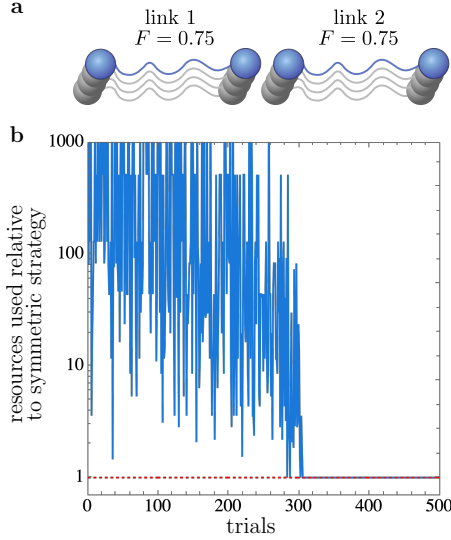 a
link 1
link 2
F = 0.75
F = 0.75
b
resources used relative
to symmetric strategy
1000
100
10
1
0
100
200
300
400
500
trials